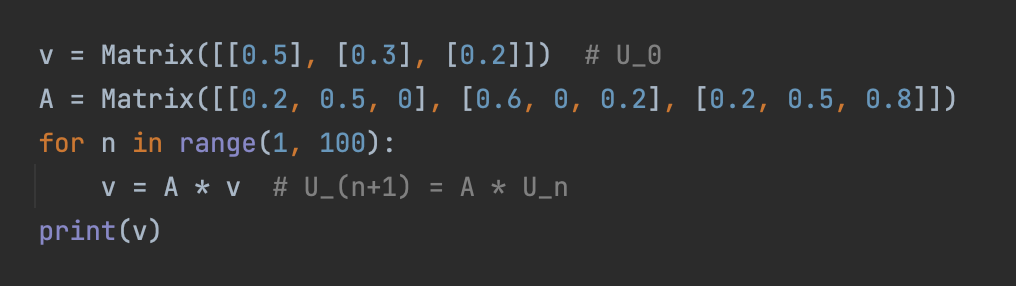 v = Matrix([[0.5], [0.3], [0.2]])  # U_0
A = Matrix([[0.2, 0.5, 0], [0.6, 0, 0.2], [0.2, 0.5, 0.8]])
for n in range(1, 100):
    v = A * v  # U_(n+1) = A * U_n
print(v)